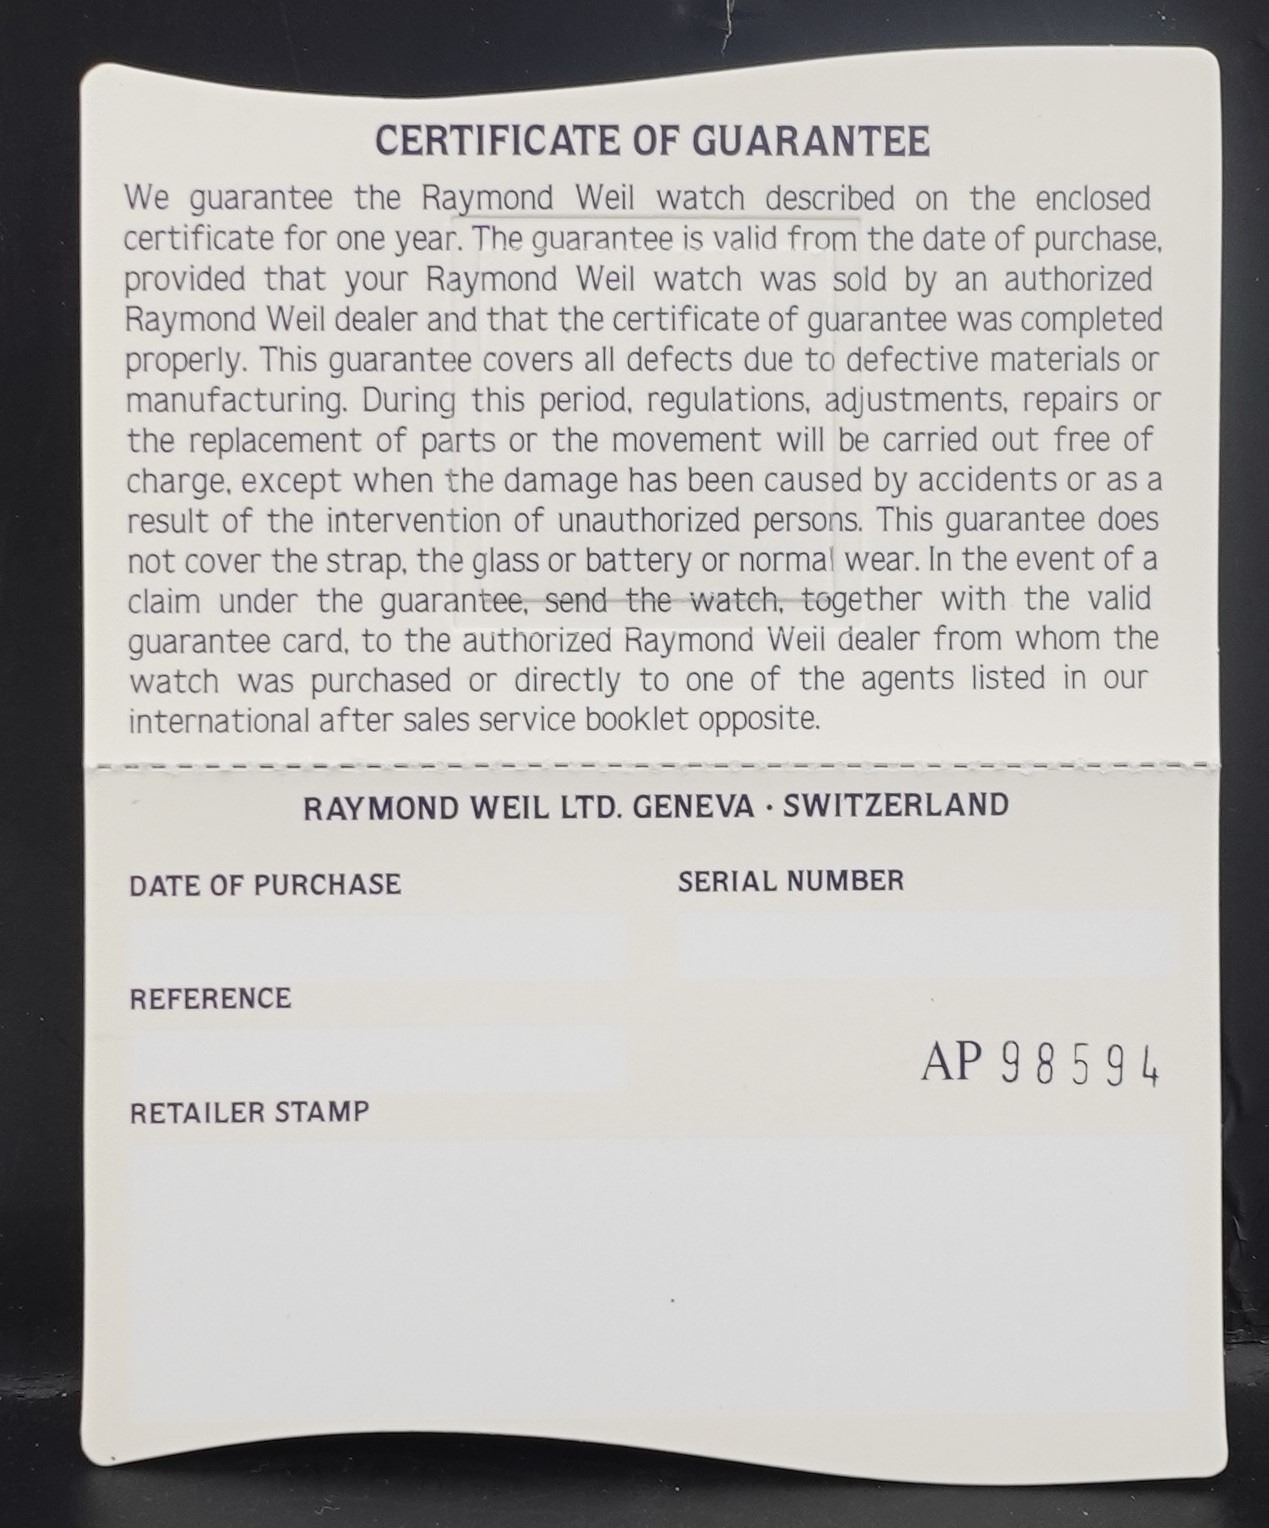 CERTIFICATE OF GUARANTEE
We guarantee the Raymond Weil watch described on the enclosed
certificate for one year. The guarantee is valid from the date of purchase,
provided that your Raymond Weil watch was sold by an authorized
Raymond Weil dealer and that the certificate of guarantee was completed
properly. This guarantee covers all defects due to defective materials or
manufacturing. During this period, regulations, adjustments, repairs or
the replacement of parts or the movement will be carried out free of
charge, except when the damage has been caused by accidents or as a
result of the intervention of unauthorized persons. This guarantee does
not cover the strap, the glass or battery or normal wear. In the event of a
claim under the guarantee, send the watch, together with the valid
guarantee card, to the authorized Raymond Weil dealer from whom the
watch was purchased or directly to one of the agents listed in our
international after sales service booklet opposite.
RAYMOND WEIL LTD. GENEVA · SWITZERLAND
DATE OF PURCHASE SERIAL NUMBER
REFERENCE
AP 98594
RETAILER STAMP